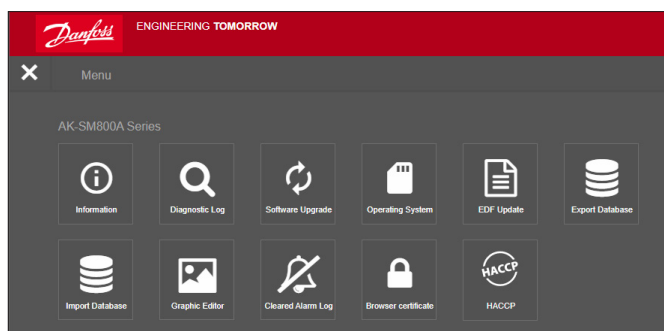 Danfoss
ENGINEERING TOMORROW
Menu
AK-SM800A Series
Information
Diagnostic Log
Software Upgrade
Operating System
EDF Update
Export Database
Import Database
Graphic Editor
Cleared Alarm Log
Browser certificate
HACCP
HACCP